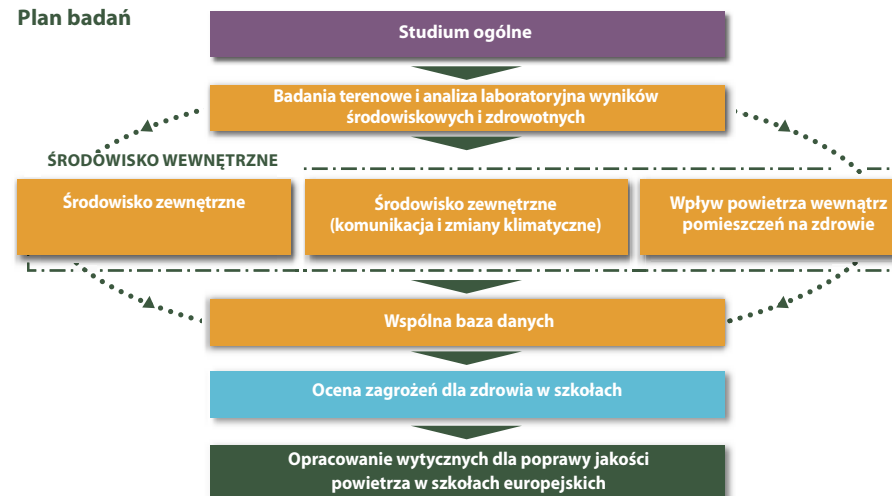 Plan badań
Studium ogólne
Badania terenowe i analiza laboratoryjna wyników
środowiskowych i zdrowotnych
ŚRODOWISKO WEWNĘTRZNE
Środowisko zewnętrzne
Środowisko zewnętrzne
(komunikacja i zmiany klimatyczne)
Wpływ powietrza wewnątrz
pomieszczeń na zdrowie
Wspólna baza danych
Ocena zagrożeń dla zdrowia w szkołach
Opracowanie wytycznych dla poprawy jakości
powietrza w szkołach europejskich